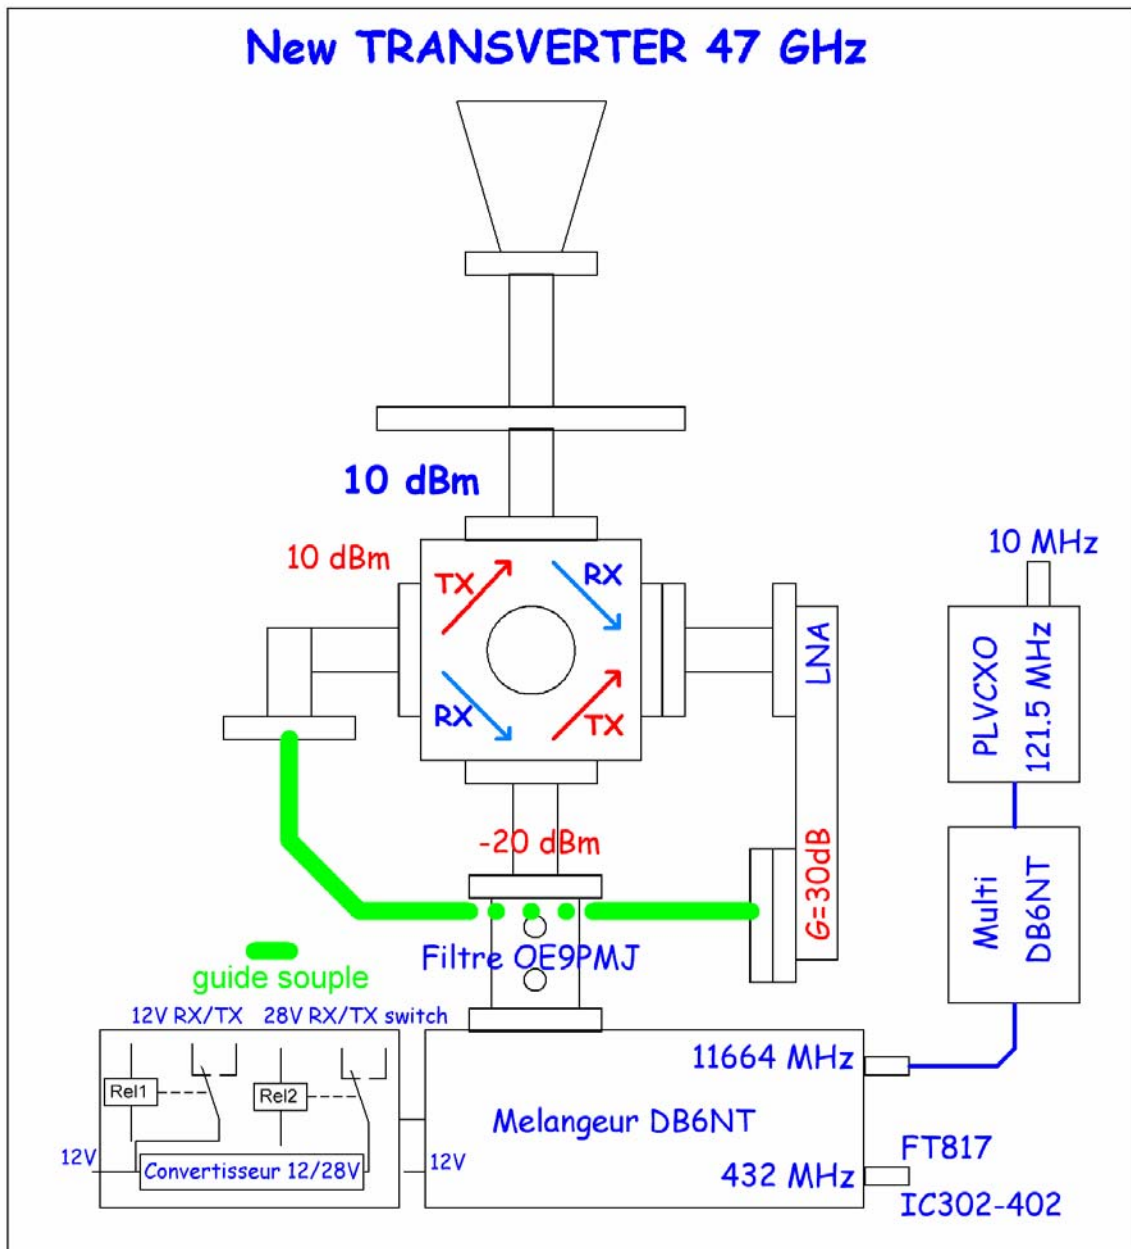 New TRANSVERTER 47 GHz
10 dBm
10 dBm
TX
RX
RX
TX
LNA
G=30dB
10 MHz
PLVCXO
121.5 MHz
Multi
DB6NT
-20 dBm
Filtre OE9PMJ
guide souple
12V RX/TX
28V RX/TX switch
Rel1
Rel2
12V
Convertisseur 12/28V
12V
11664 MHz
Melangeur DB6NT
432 MHz
FT817
IC302-402